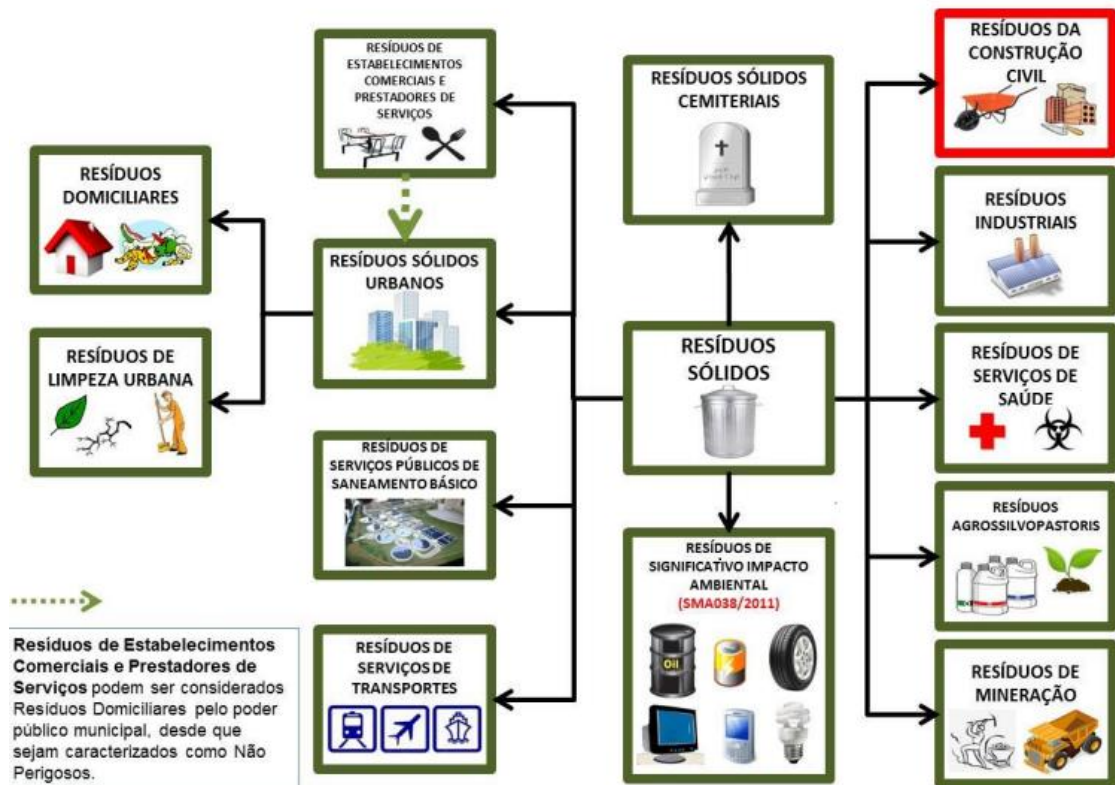 RESÍDUOS DE
ESTABELECIMENTOS
COMERCIAIS E
PRESTADORES DE
SERVIÇOS
RESÍDUOS SÓLIDOS
CEMITERIAIS
RESÍDUOS DA
CONSTRUÇÃO
CIVIL
RESÍDUOS
DOMICILIARES
RESÍDUOS
INDUSTRIAIS
RESÍDUOS SÓLIDOS
URBANOS
RESÍDUOS DE
LIMPEZA URBANA
RESÍDUOS
SÓLIDOS
RESÍDUOS DE
SERVIÇOS DE
SAÚDE
RESÍDUOS DE
SERVIÇOS PÚBLICOS DE
SANEAMENTO BÁSICO
RESÍDUOS
AGROSSILVOPASTORIS
RESÍDUOS DE
SIGNIFICATIVO IMPACTO
AMBIENTAL
(SMA038/2011)
Oil
RESÍDUOS DE
SERVIÇOS DE
TRANSPORTES
RESÍDUOS DE
MINERAÇÃO
Resíduos de Estabelecimentos
Comerciais e Prestadores de
Serviços podem ser considerados
Resíduos Domiciliares pelo poder
público municipal, desde que
sejam caracterizados como Não
Perigosos.